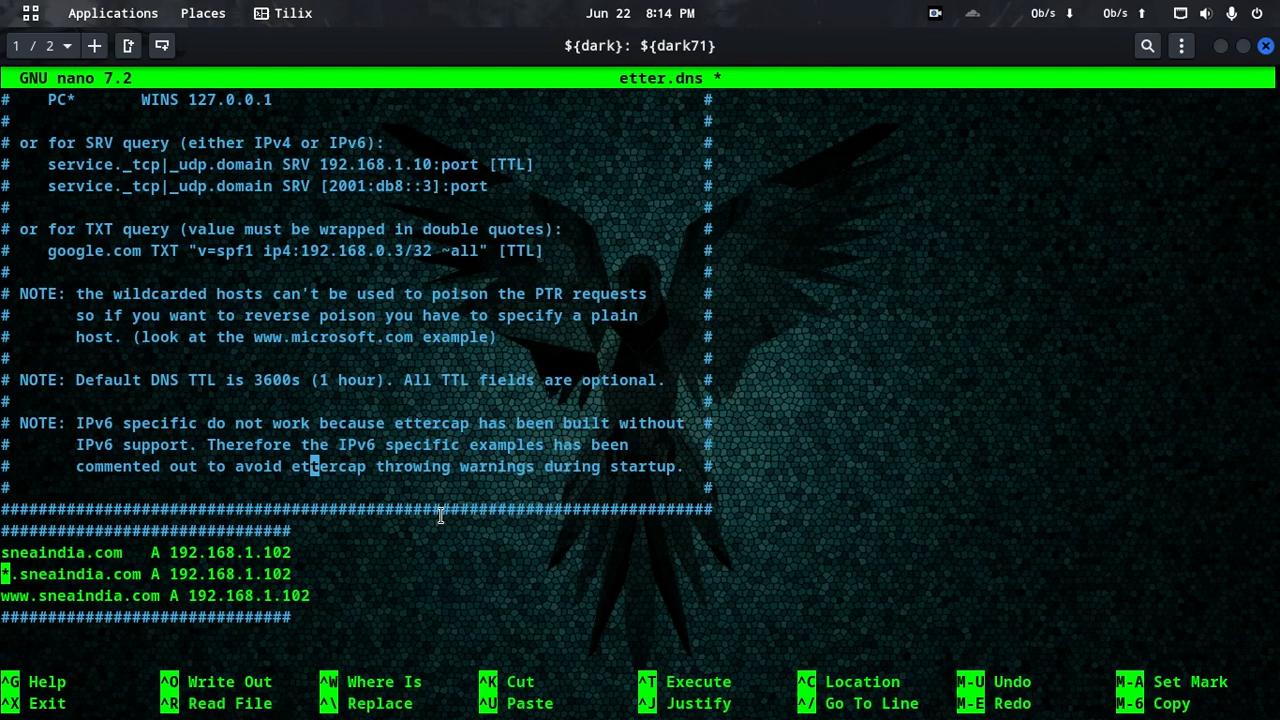 Applications Places Tilix Jun 22 8:14 PM 0b/s ⬇ 0b/s ⬆
1 / 2 ${dark}: ${dark71}
GNU nano 7.2 etter.dns *
#    PC*       WINS 127.0.0.1                                              #
#                                                                          #
# or for SRV query (either IPv4 or IPv6):                                  #
#    service._tcp|_udp.domain SRV 192.168.1.10:port [TTL]                  #
#    service._tcp|_udp.domain SRV [2001:db8::3]:port                       #
#                                                                          #
# or for TXT query (value must be wrapped in double quotes):               #
#    google.com TXT "v=spf1 ip4:192.168.0.3/32 ~all" [TTL]                 #
#                                                                          #
# NOTE: the wildcarded hosts can't be used to poison the PTR requests      #
#       so if you want to reverse poison you have to specify a plain       #
#       host. (look at the www.microsoft.com example)                      #
#                                                                          #
# NOTE: Default DNS TTL is 3600s (1 hour). All TTL fields are optional.    #
#                                                                          #
# NOTE: IPv6 specific do not work because ettercap has been built without  #
#       IPv6 support. Therefore the IPv6 specific examples has been        #
#       commented out to avoid ettercap throwing warnings during startup.  #
#                                                                          #
############################################################################
###############################
sneaindia.com   A 192.168.1.102
*.sneaindia.com A 192.168.1.102
www.sneaindia.com A 192.168.1.102
###############################
^G Help ^O Write Out ^W Where Is ^K Cut ^T Execute ^C Location M-U Undo M-A Set Mark
^X Exit ^R Read File ^\ Replace ^U Paste ^J Justify ^/ Go To Line M-E Redo M-6 Copy